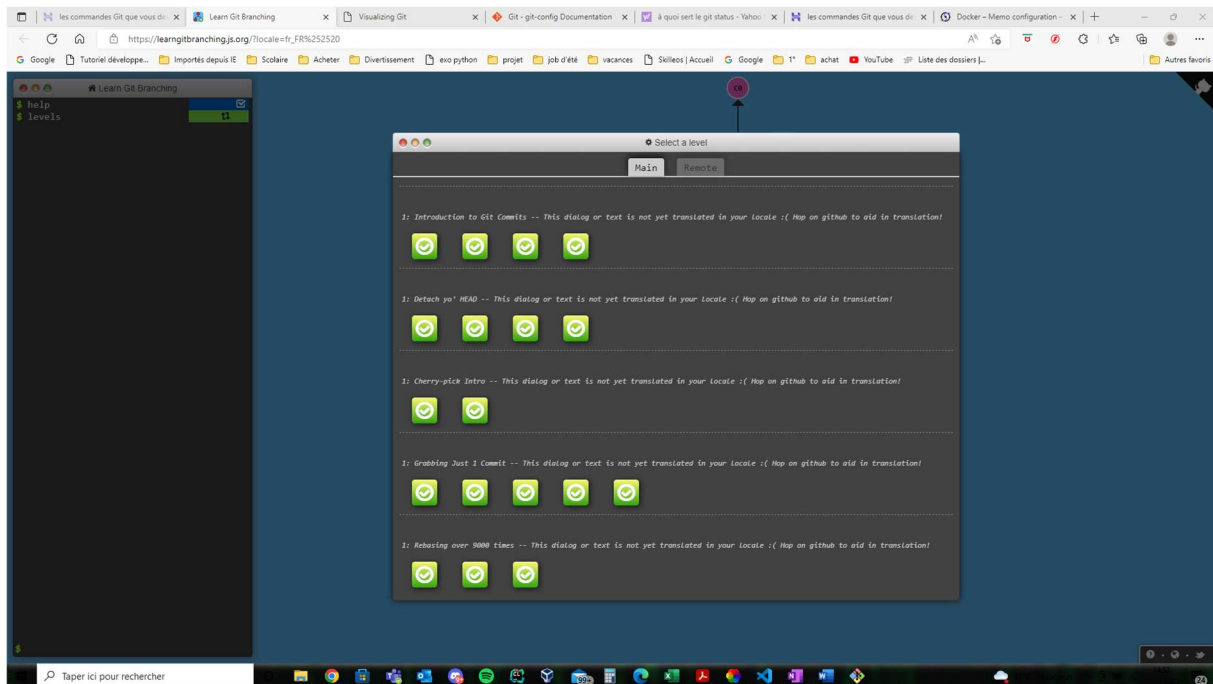 les commandes Git que vous de
Learn Git Branching
Visualizing Git
Git - git-config Documentation
à quoi sert le git status - Yahoo
les commandes Git que vous de
Docker – Memo configuration –
https://learngitbranching.js.org/?locale=fr_FR%252520
Google
Tutoriel développe...
Importés depuis IE
Scolaire
Acheter
Divertissement
exo python
projet
job d'été
vacances
Skilleos | Accueil
Google
1°
achat
YouTube
Liste des dossiers |...
Autres favoris
Learn Git Branching
$ help
$ levels
C0
Select a level
Main
Remote
1: Introduction to Git Commits -- This dialog or text is not yet translated in your locale :( Hop on github to aid in translation!
1: Detach yo' HEAD -- This dialog or text is not yet translated in your locale :( Hop on github to aid in translation!
1: Cherry-pick Intro -- This dialog or text is not yet translated in your locale :( Hop on github to aid in translation!
1: Grabbing Just 1 Commit -- This dialog or text is not yet translated in your locale :( Hop on github to aid in translation!
1: Rebasing over 9000 times -- This dialog or text is not yet translated in your locale :( Hop on github to aid in translation!
$
Taper ici pour rechercher
99+
24